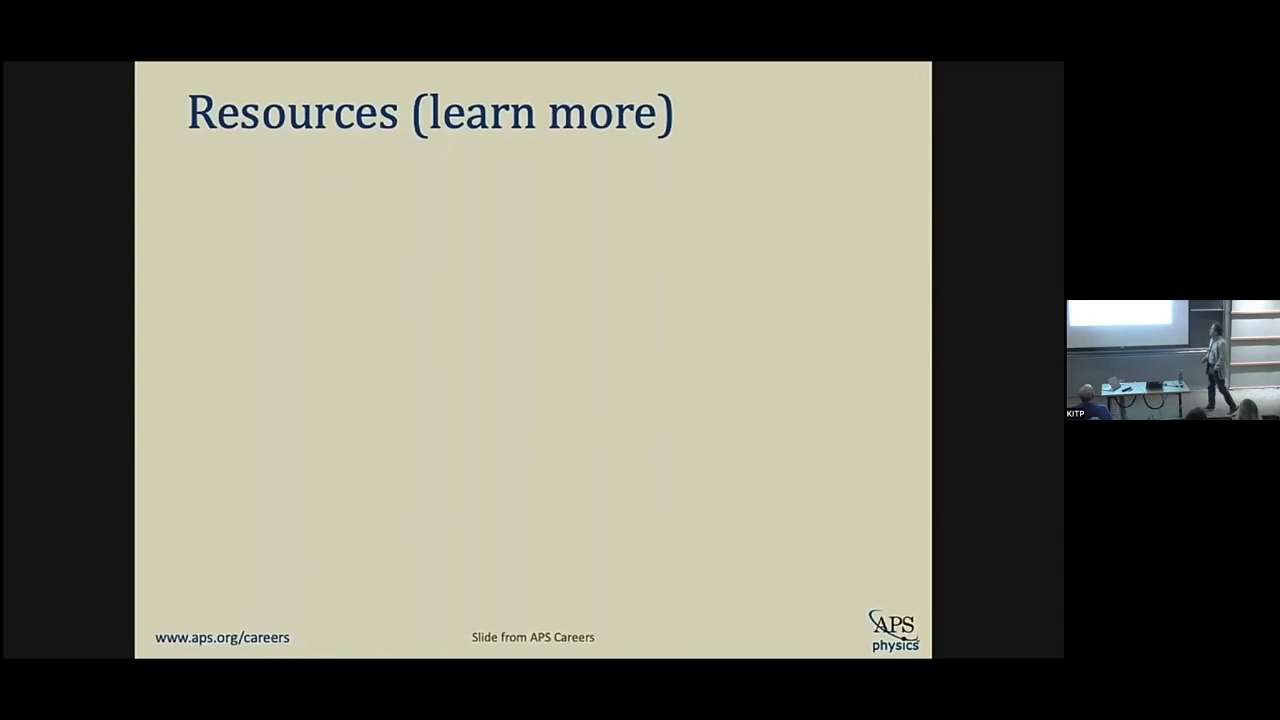 Resources (learn more)
KITP
www.aps.org/careers
Slide from APS Careers
APS
physics